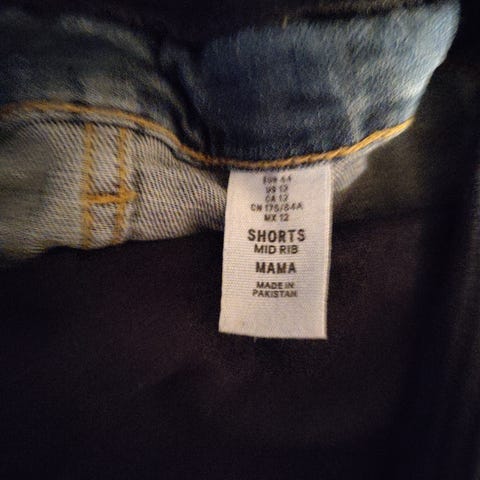 EUR 44
US 12
CA 12
CN 175/84A
MX 12
SHORTS
MID RIB
MAMA
MADE IN
PAKISTAN